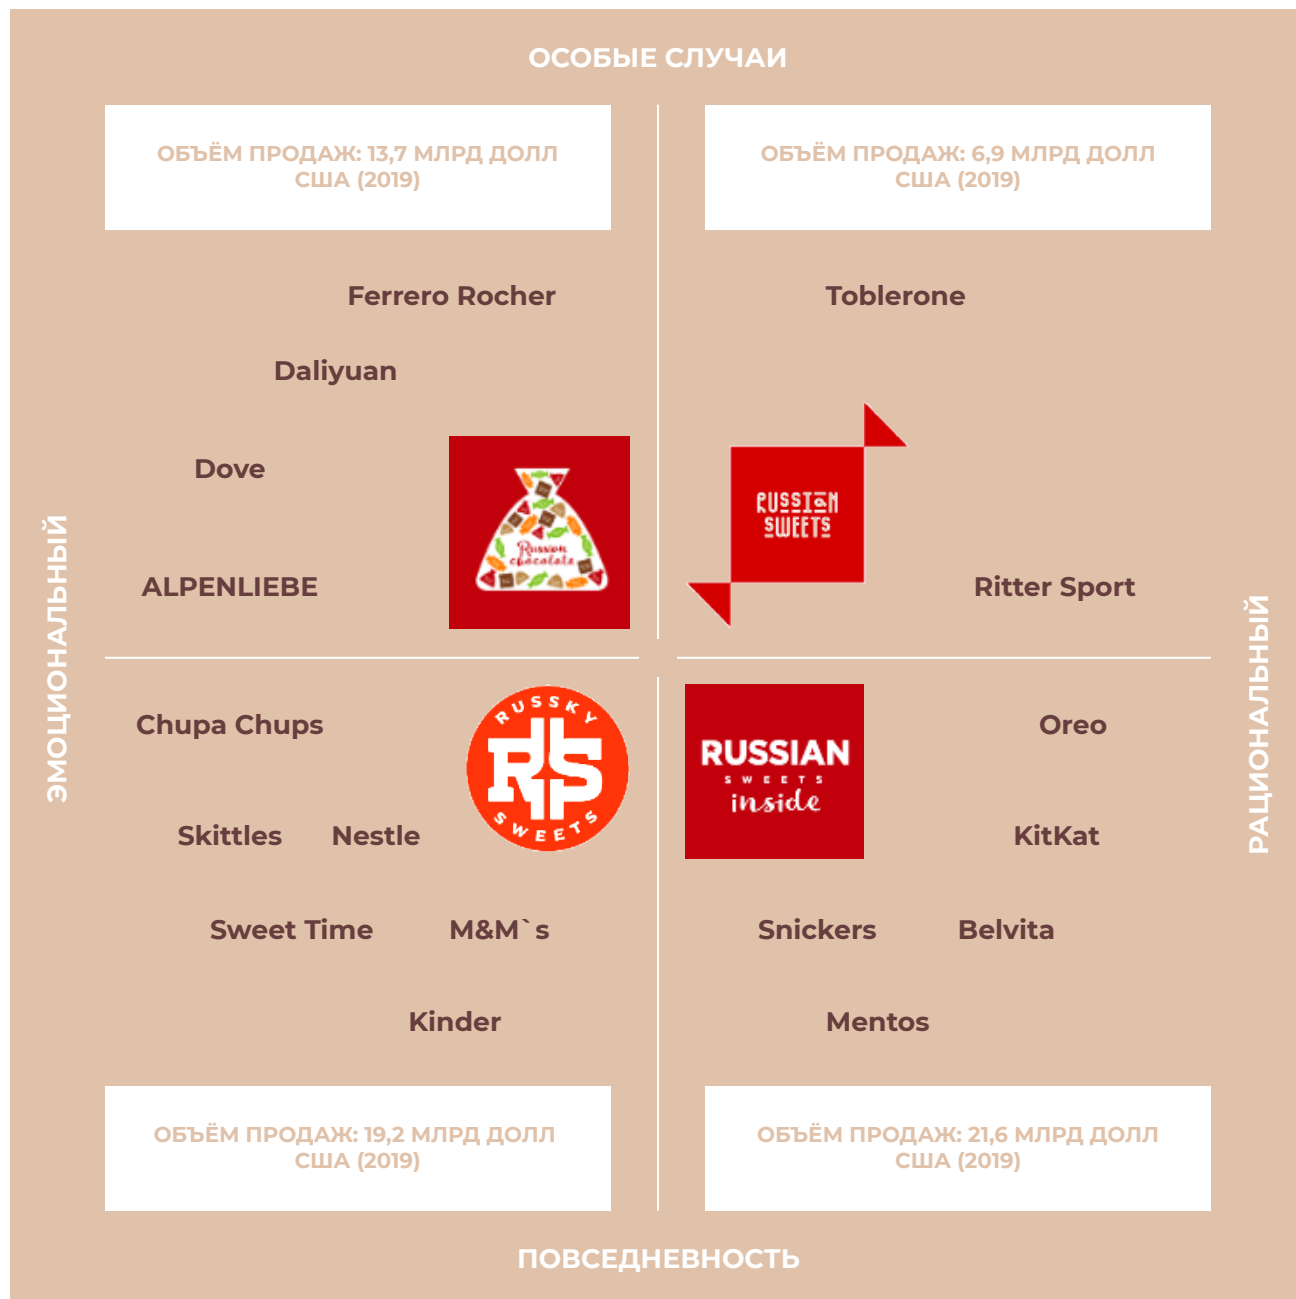 ОСОБЫЕ СЛУЧАИ
ОБЪЁМ ПРОДАЖ: 13,7 МЛРД ДОЛЛ
США (2019)
ОБЪЁМ ПРОДАЖ: 6,9 МЛРД ДОЛЛ
США (2019)
Ferrero Rocher
Toblerone
Daliyuan
Dove
Russian
chocolate
RUSSIAN
SWEETS
ALPENLIEBE
Ritter Sport
ЭМОЦИОНАЛЬНЫЙ
РАЦИОНАЛЬНЫЙ
Chupa Chups
RUSSKY
RS
SWEETS
RUSSIAN
SWEETS
inside
Oreo
Skittles
Nestle
KitKat
Sweet Time
M&M`s
Snickers
Belvita
Kinder
Mentos
ОБЪЁМ ПРОДАЖ: 19,2 МЛРД ДОЛЛ
США (2019)
ОБЪЁМ ПРОДАЖ: 21,6 МЛРД ДОЛЛ
США (2019)
ПОВСЕДНЕВНОСТЬ